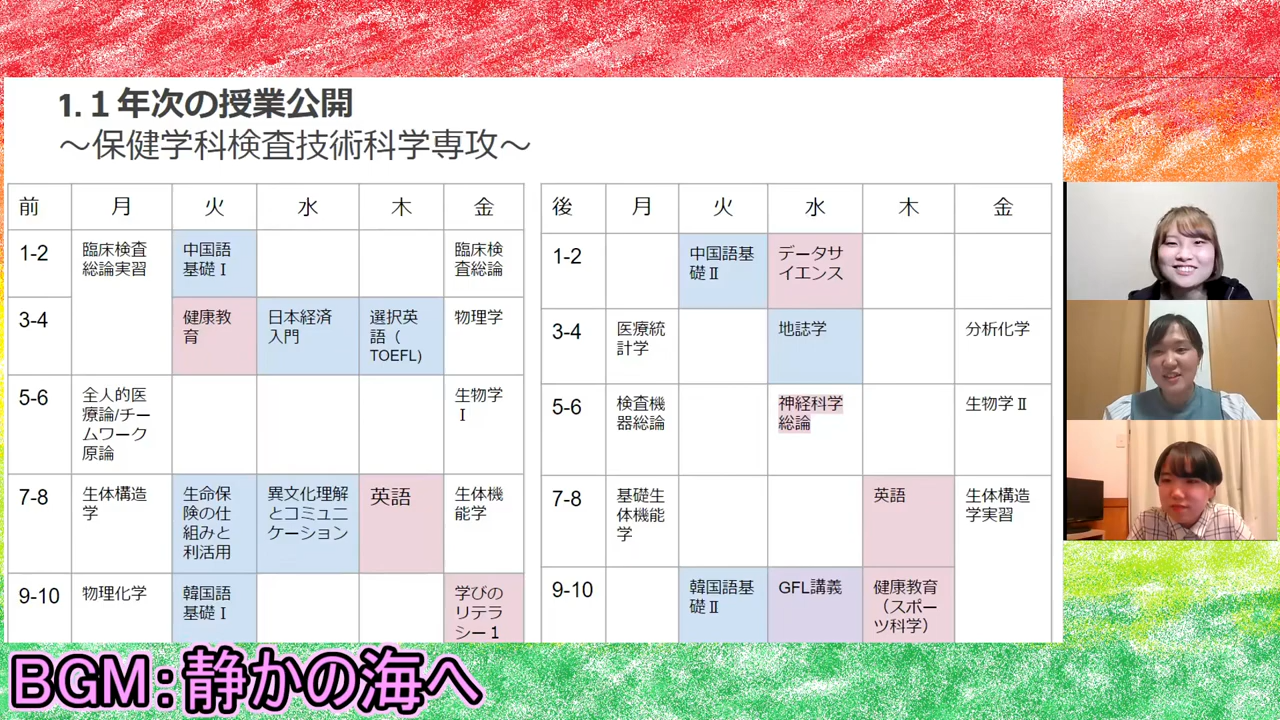 1.１年次の授業公開
～保健学科検査技術科学専攻～
前 月 火 水 木 金
1-2
臨床検査
総論実習
中国語
基礎Ⅰ
臨床検
査総論
3-4
健康教
育
日本経済
入門
選択英
語（
TOEFL)
物理学
5-6
全人的医
療論/チー
ムワーク
原論
生物学
Ⅰ
7-8
生体構造
学
生命保
険の仕
組みと
利活用
異文化理解
とコミュニ
ケーション
英語
生体機
能学
9-10
物理化学
韓国語
基礎Ⅰ
学びの
リテラ
シー１
後 月 火 水 木 金
1-2
中国語基
礎Ⅱ
データサ
イエンス
3-4
医療統
計学
地誌学
分析化学
5-6
検査機
器総論
神経科学
総論
生物学Ⅱ
7-8
基礎生
体機能
学
英語
生体構造
学実習
9-10
韓国語基
礎Ⅱ
GFL講義
健康教育
（スポー
ツ科学）
BGM：静かの海へ